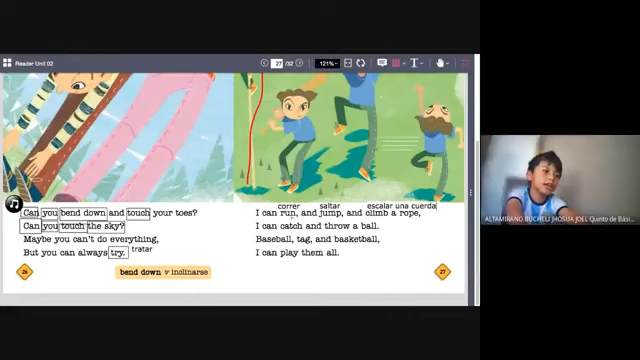 Reader Unit 02
27 /32
121%
T
Can you bend down and touch your toes?
Can you touch the sky?
Maybe you can't do everything,
But you can always try.
tratar
26
bend down v inclinarse
correr saltar escalar una cuerda
I can run, and jump, and climb a rope,
I can catch and throw a ball.
Baseball, tag, and basketball,
I can play them all.
27
ALTAMIRANO BUCHELI JHOSUA JOEL Quinto de Bási...